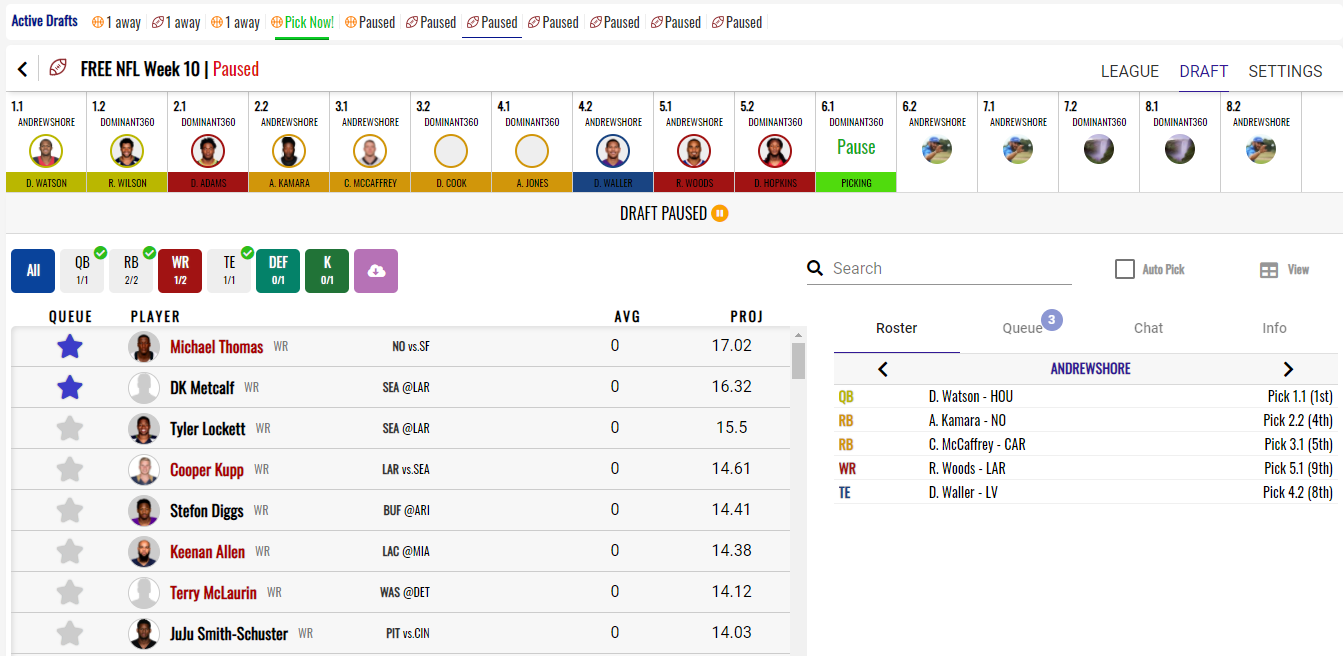 Active Drafts 1 away 1 away 1 away Pick Now! Paused Paused Paused Paused Paused Paused Paused
FREE NFL Week 10 | Paused LEAGUE DRAFT SETTINGS
1.1 1.2 2.1 2.2 3.1 3.2 4.1 4.2 5.1 5.2 6.1 6.2 7.1 7.2 8.1 8.2
ANDREWSHORE DOMINANT360 DOMINANT360 ANDREWSHORE ANDREWSHORE DOMINANT360 DOMINANT360 ANDREWSHORE ANDREWSHORE DOMINANT360 DOMINANT360 ANDREWSHORE ANDREWSHORE DOMINANT360 DOMINANT360 ANDREWSHORE
Pause
D. WATSON R. WILSON D. ADAMS A. KAMARA C. MCCAFFREY D. COOK A. JONES D. WALLER R. WOODS D. HOPKINS PICKING
DRAFT PAUSED
All QB RB WR TE DEF K
1/1 2/2 1/2 1/1 0/1 0/1
Search Auto Pick View
QUEUE PLAYER AVG PROJ
Michael Thomas WR NO vs.SF 0 17.02
DK Metcalf WR SEA @LAR 0 16.32
Tyler Lockett WR SEA @LAR 0 15.5
Cooper Kupp WR LAR vs.SEA 0 14.61
Stefon Diggs WR BUF @ARI 0 14.41
Keenan Allen WR LAC @MIA 0 14.38
Terry McLaurin WR WAS @DET 0 14.12
JuJu Smith-Schuster WR PIT vs.CIN 0 14.03
Roster Queue 3 Chat Info
ANDREWSHORE
QB D. Watson - HOU Pick 1.1 (1st)
RB A. Kamara - NO Pick 2.2 (4th)
RB C. McCaffrey - CAR Pick 3.1 (5th)
WR R. Woods - LAR Pick 5.1 (9th)
TE D. Waller - LV Pick 4.2 (8th)